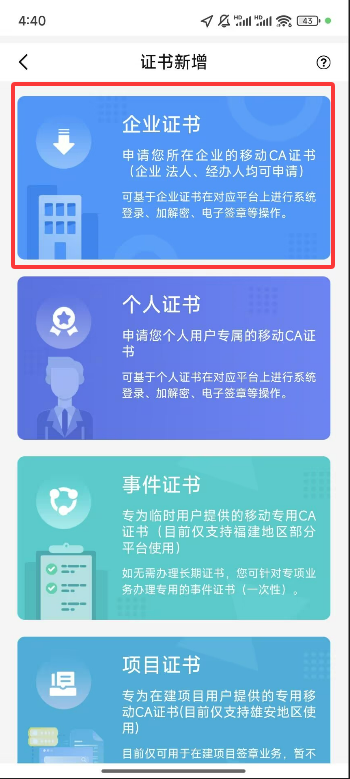 4:40
43
证书新增
企业证书
申请您所在企业的移动CA证书
（企业 法人、经办人均可申请）
可基于企业证书在对应平台上进行系统
登录、加解密、电子签章等操作。
个人证书
申请您个人用户专属的移动CA证
书
可基于个人证书在对应平台上进行系统
登录、加解密、电子签章等操作。
事件证书
专为临时用户提供的移动专用CA
证书（目前仅支持福建地区部分
平台使用）
如无需办理长期证书，您可针对专项业
务办理专用的事件证书（一次性）。
项目证书
专为在建项目用户提供的专用移
动CA证书(目前仅支持雄安地区使
用)
目前仅可用于在建项目签章业务，暂不